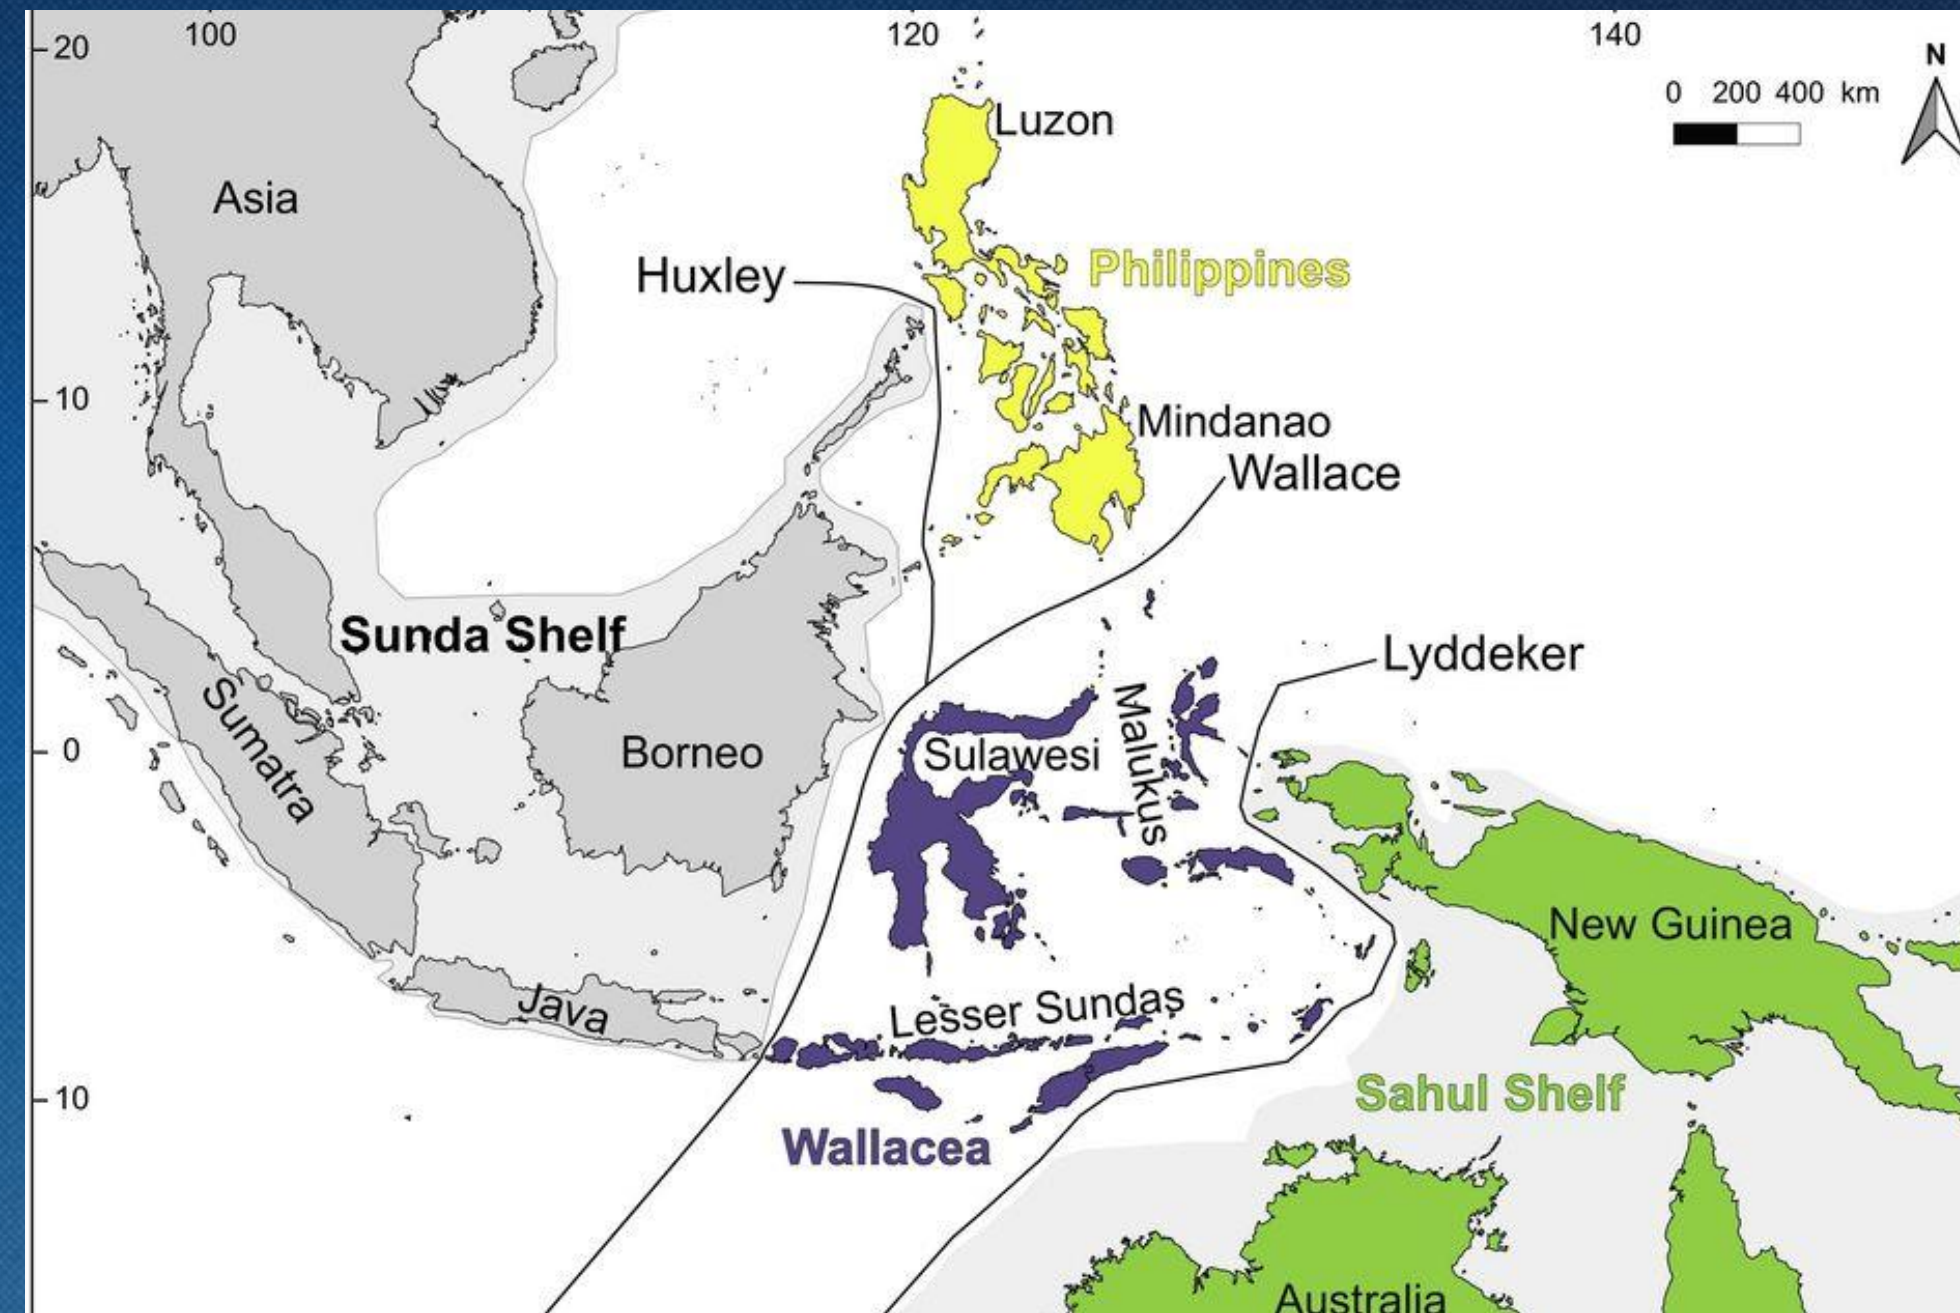 100
120
140
20
N
0 200 400 km
Luzon
Asia
Philippines
Huxley
10
Mindanao
Wallace
Sunda Shelf
Lyddeker
Sumatra
Malukus
0
Borneo
Sulawesi
New Guinea
Java
Lesser Sundas
10
Sahul Shelf
Wallacea
Australia